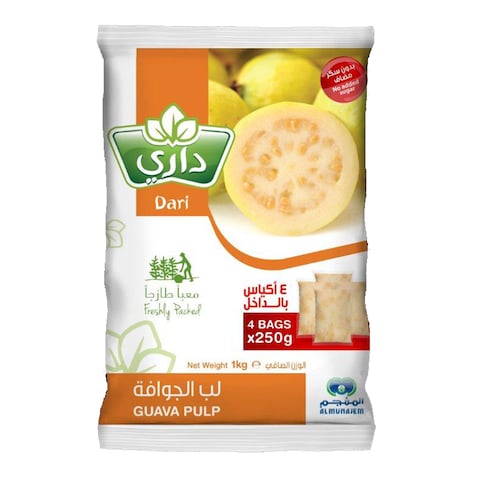 بدون سكر
مضاف
No added
sugar
داري
Dari
معبأ طازجاً
Freshly Packed
٤ أكياس
بالداخل
4 BAGS
x250g
Net Weight 1kg ℮ الوزن الصافي
لب الجوافة
GUAVA PULP
المنجم
ALMUNAJEM